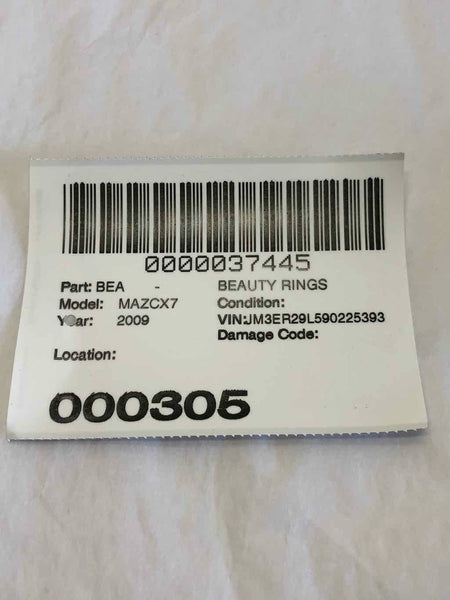 0000037445
Part: BEA - BEAUTY RINGS
Model: MAZCX7 Condition:
Year: 2009 VIN:JM3ER29L590225393
Damage Code:
Location:
000305